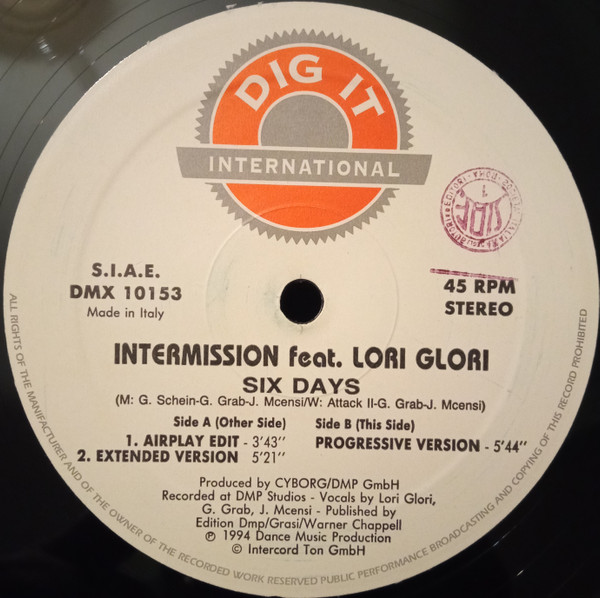 DIG IT
INTERNATIONAL
S.I.A.E.
DMX 10153
Made in Italy
45 RPM
STEREO
INTERMISSION feat. LORI GLORI
SIX DAYS
(M: G. Schein-G. Grab-J. Mcensi/W: Attack II-G. Grab-J. Mcensi)
Side A (Other Side)
1. AIRPLAY EDIT - 3'43''
2. EXTENDED VERSION 5'21''
Side B (This Side)
PROGRESSIVE VERSION - 5'44''
Produced by CYBORG/DMP GmbH
Recorded at DMP Studios - Vocals by Lori Glori,
G. Grab, J. Mcensi - Published by
Edition Dmp/Grasi/Warner Chappell
℗ 1994 Dance Music Production
© Intercord Ton GmbH
ALL RIGHTS OF THE MANUFACTURER AND OF THE OWNER OF THE RECORDED WORK RESERVED PUBLIC PERFORMANCE BROADCASTING AND COPYING OF THIS RECORD PROHIBITED